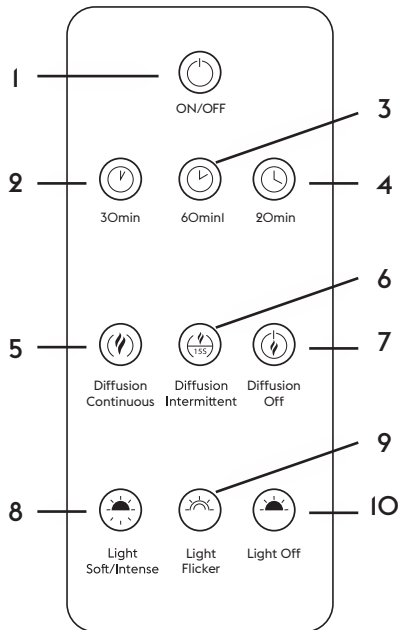 1
ON/OFF
3
2
4
30min
60minl
20min
6
5
15S
7
Diffusion Continuous
Diffusion Intermittent
Diffusion Off
9
8
10
Light Soft/Intense
Light Flicker
Light Off